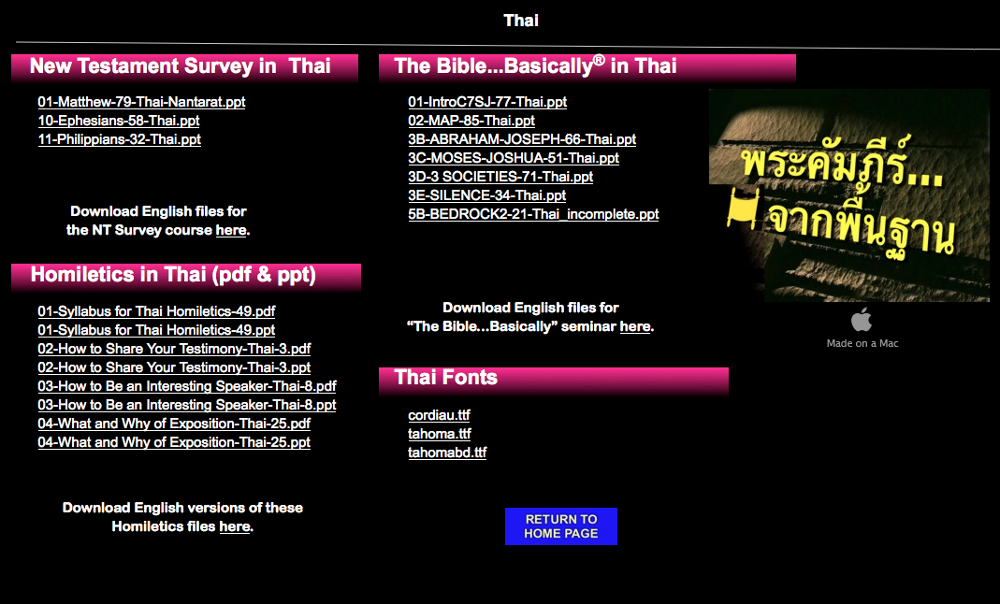 Thai
New Testament Survey in  Thai
01-Matthew-79-Thai-Nantarat.ppt
10-Ephesians-58-Thai.ppt
11-Philippians-32-Thai.ppt
Download English files for
the NT Survey course here.
Homiletics in Thai (pdf & ppt)
01-Syllabus for Thai Homiletics-49.pdf
01-Syllabus for Thai Homiletics-49.ppt
02-How to Share Your Testimony-Thai-3.pdf
02-How to Share Your Testimony-Thai-3.ppt
03-How to Be an Interesting Speaker-Thai-8.pdf
03-How to Be an Interesting Speaker-Thai-8.ppt
04-What and Why of Exposition-Thai-25.pdf
04-What and Why of Exposition-Thai-25.ppt
Download English versions of these
Homiletics files here.
The Bible...Basically® in Thai
01-IntroC7SJ-77-Thai.ppt
02-MAP-85-Thai.ppt
3B-ABRAHAM-JOSEPH-66-Thai.ppt
3C-MOSES-JOSHUA-51-Thai.ppt
3D-3 SOCIETIES-71-Thai.ppt
3E-SILENCE-34-Thai.ppt
5B-BEDROCK2-21-Thai_incomplete.ppt
Download English files for
“The Bible...Basically” seminar here.
Thai Fonts
cordiau.ttf
tahoma.ttf
tahomabd.ttf
RETURN TO
HOME PAGE
พระคัมภีร์...
จากพื้นฐาน
Made on a Mac